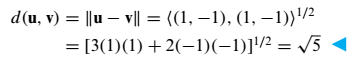 d(u, v) = ||u − v|| = ⟨(1, −1), (1, −1)⟩^{1/2}
= [3(1)(1) + 2(−1)(−1)]^{1/2} = √5 ◀